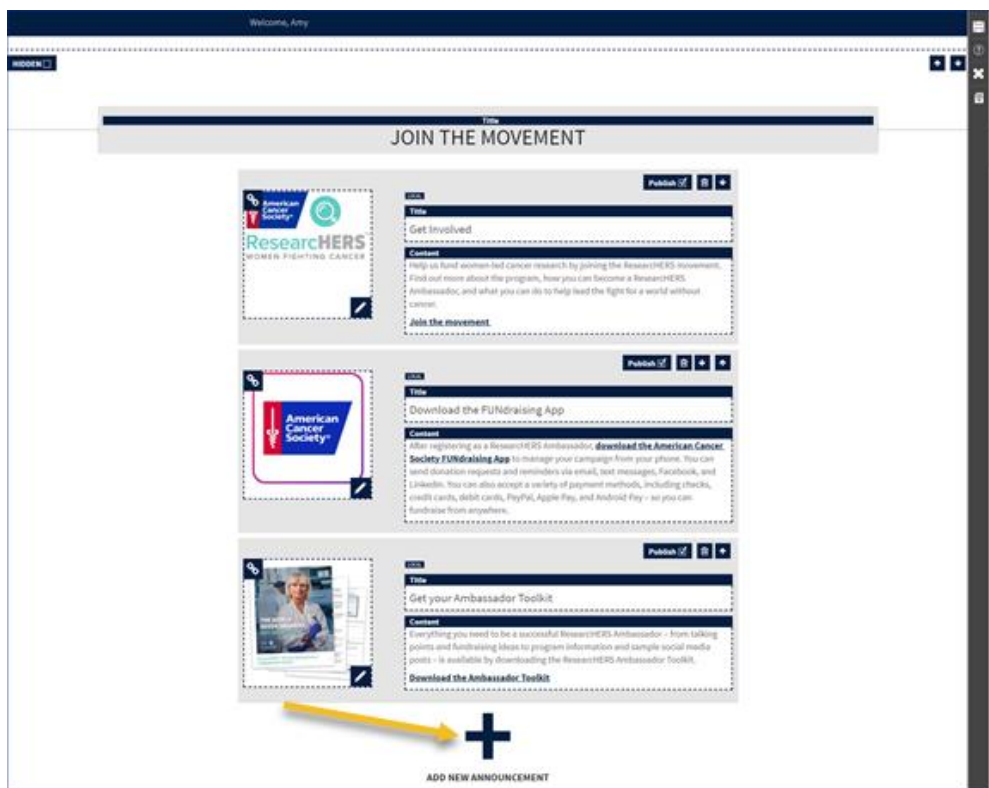 Welcome, Amy
HIDDEN
Title
JOIN THE MOVEMENT
Publish
American
Cancer
Society®
ResearcHERS
WOMEN FIGHTING CANCER
LOCAL
Title
Get Involved
Content
Help us fund women-led cancer research by joining the ResearcHERS movement.
Find out more about the program, how you can become a ResearcHERS
Ambassador, and what you can do to help lead the fight for a world without
cancer.
Join the movement
Publish
American
Cancer
Society®
LOCAL
Title
Download the FUNdraising App
Content
After registering as a ResearcHERS Ambassador, download the American Cancer
Society FUNdraising App to manage your campaign from your phone. You can
send donation requests and reminders via email, text messages, Facebook, and
LinkedIn. You can also accept a variety of payment methods, including checks,
credit cards, debit cards, PayPal, Apple Pay, and Android Pay – so you can
fundraise from anywhere.
Publish
LOCAL
Title
Get your Ambassador Toolkit
Content
Everything you need to be a successful ResearcHERS Ambassador – from talking
points and fundraising ideas to program information and sample social media
posts – is available by downloading the ResearcHERS Ambassador Toolkit.
Download the Ambassador Toolkit
ADD NEW ANNOUNCEMENT